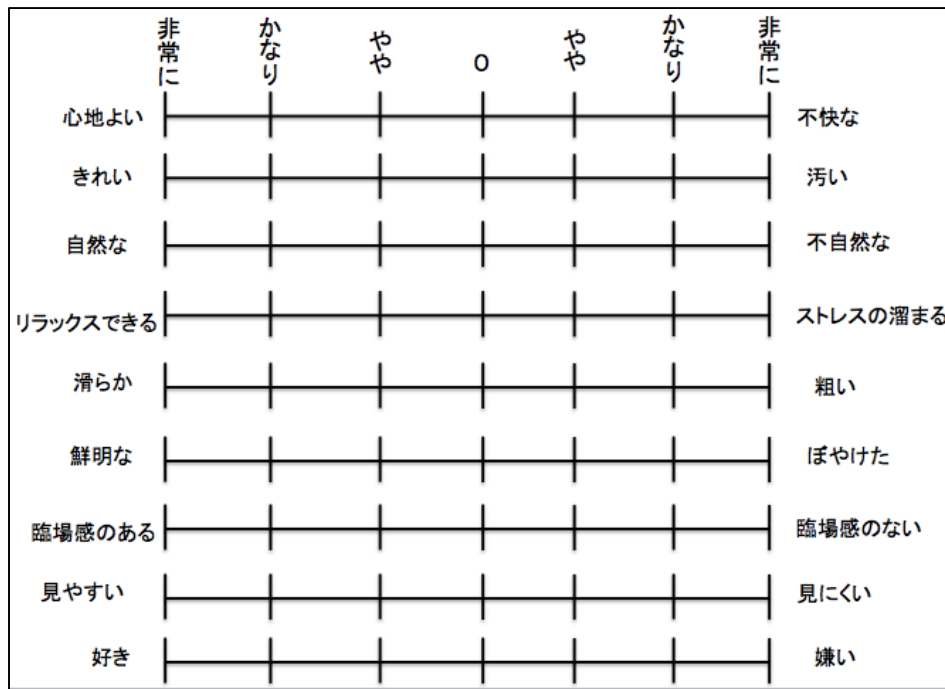 非常に かなり やや 0 やや かなり 非常に
心地よい 不快な
きれい 汚い
自然な 不自然な
リラックスできる ストレスの溜まる
滑らか 粗い
鮮明な ぼやけた
臨場感のある 臨場感のない
見やすい 見にくい
好き 嫌い